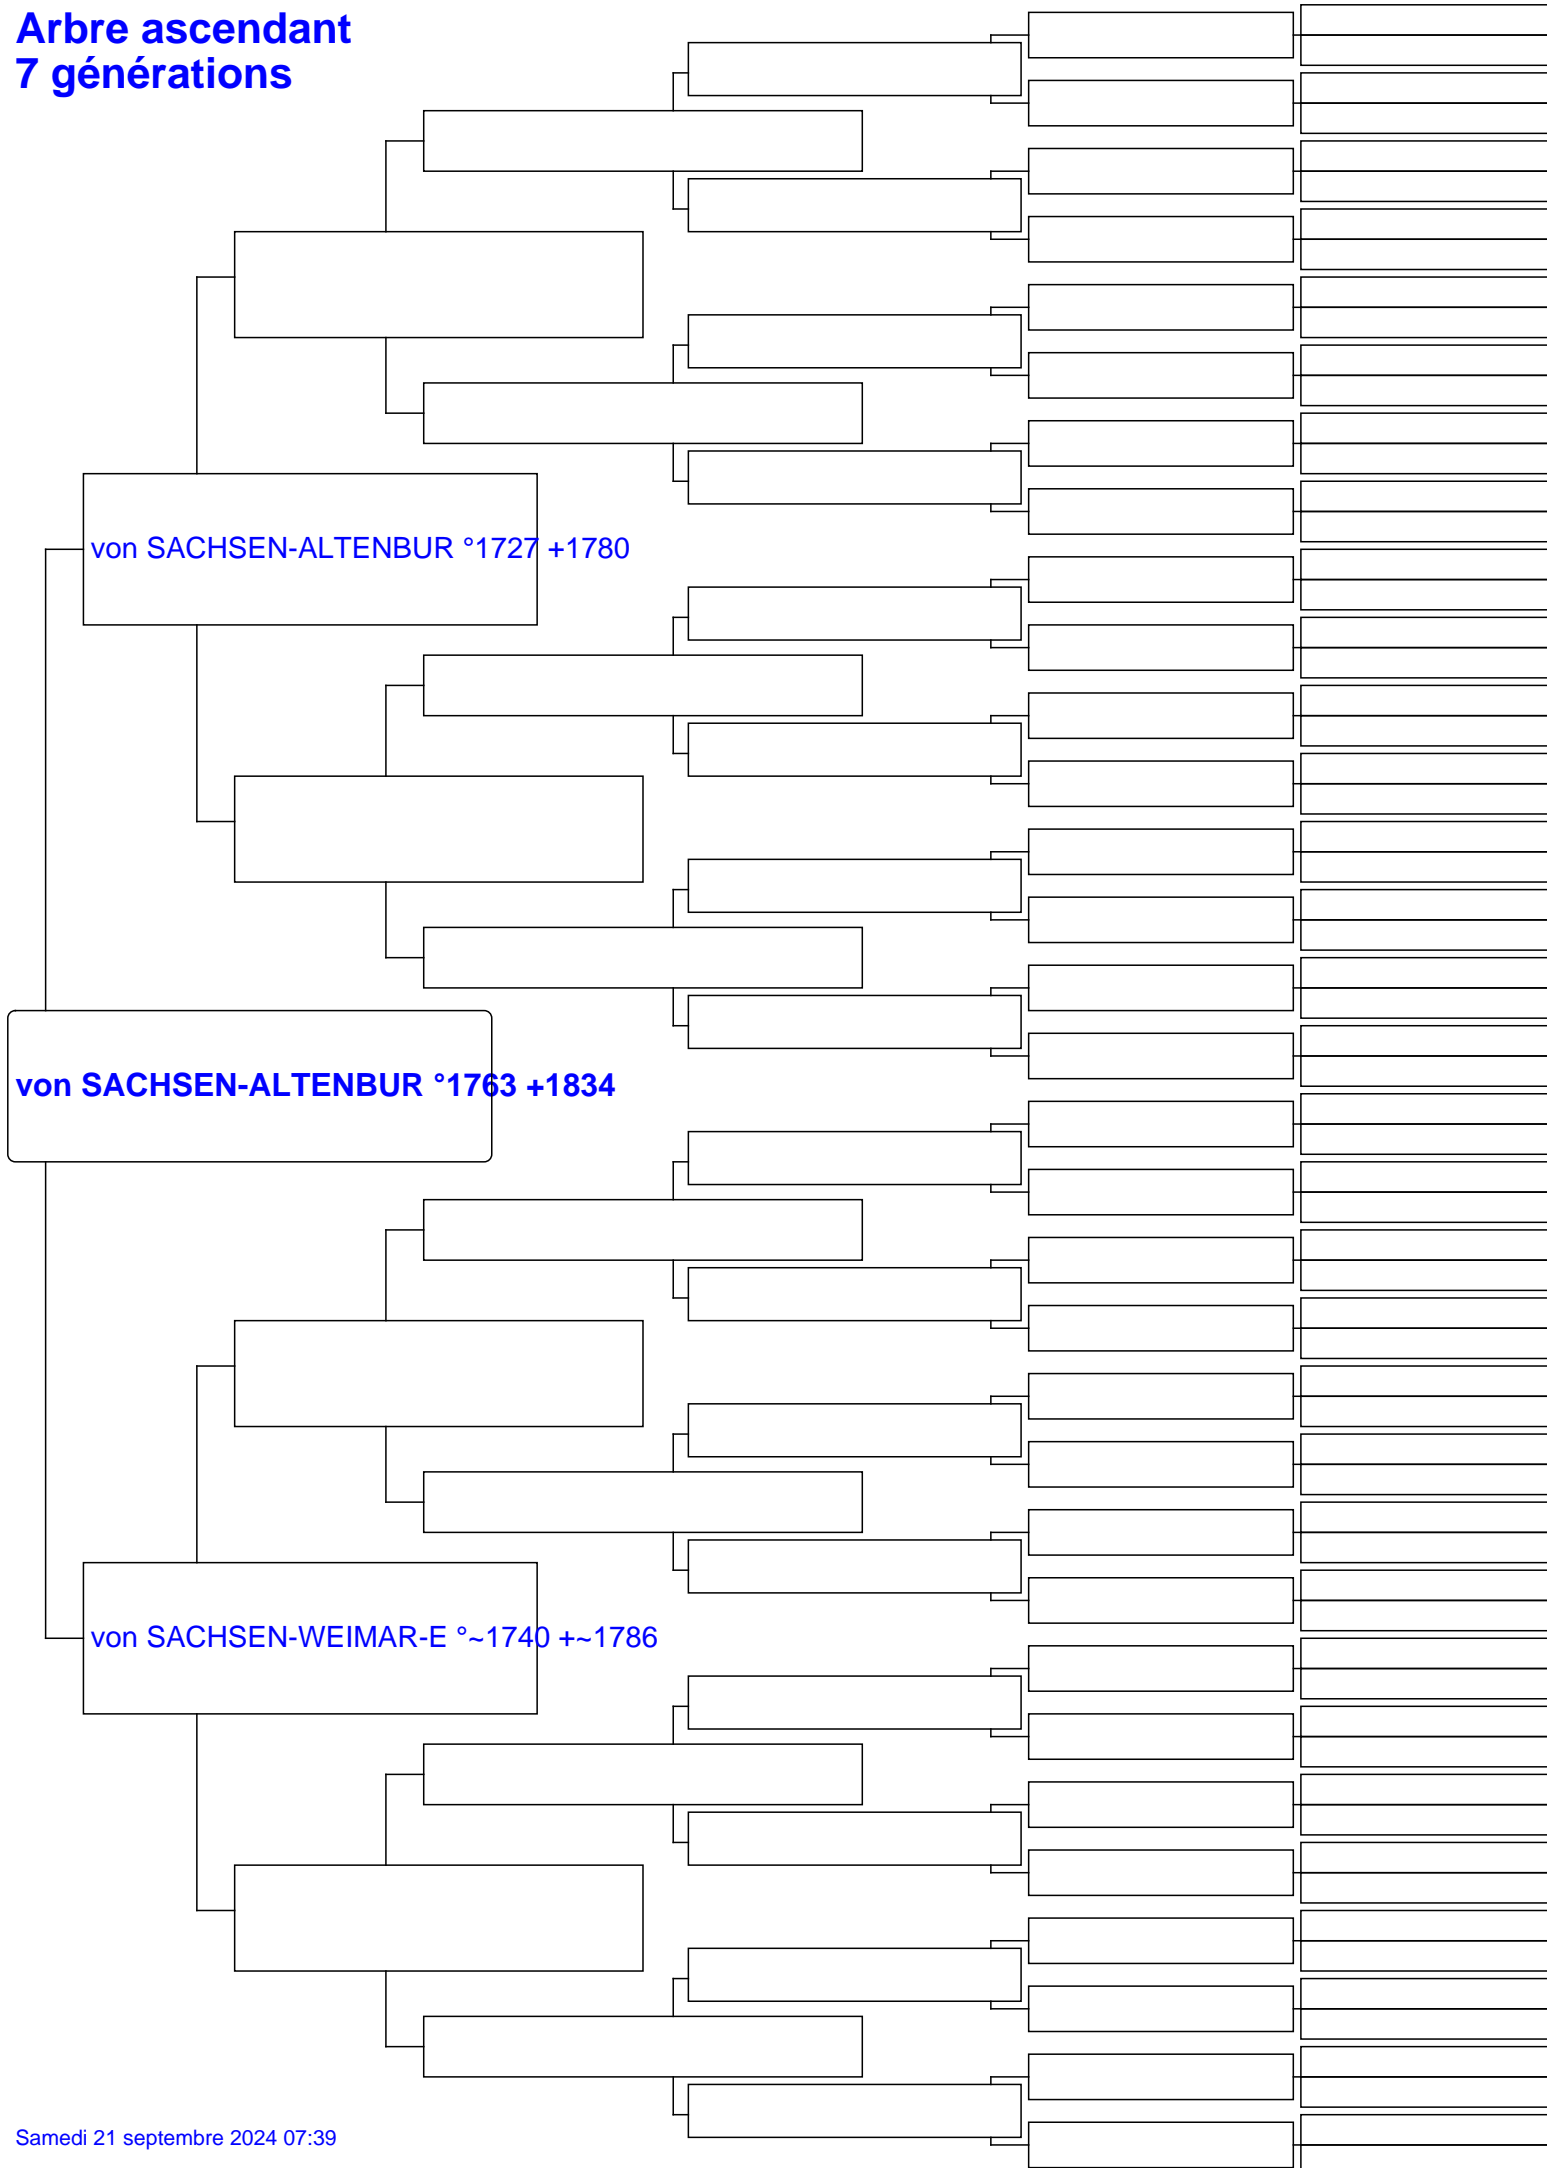 Arbre ascendant
7 générations
von SACHSEN-ALTENBUR °1727 +1780
von SACHSEN-ALTENBUR °1763 +1834
von SACHSEN-WEIMAR-E °~1740 +~1786
Samedi 21 septembre 2024 07:39